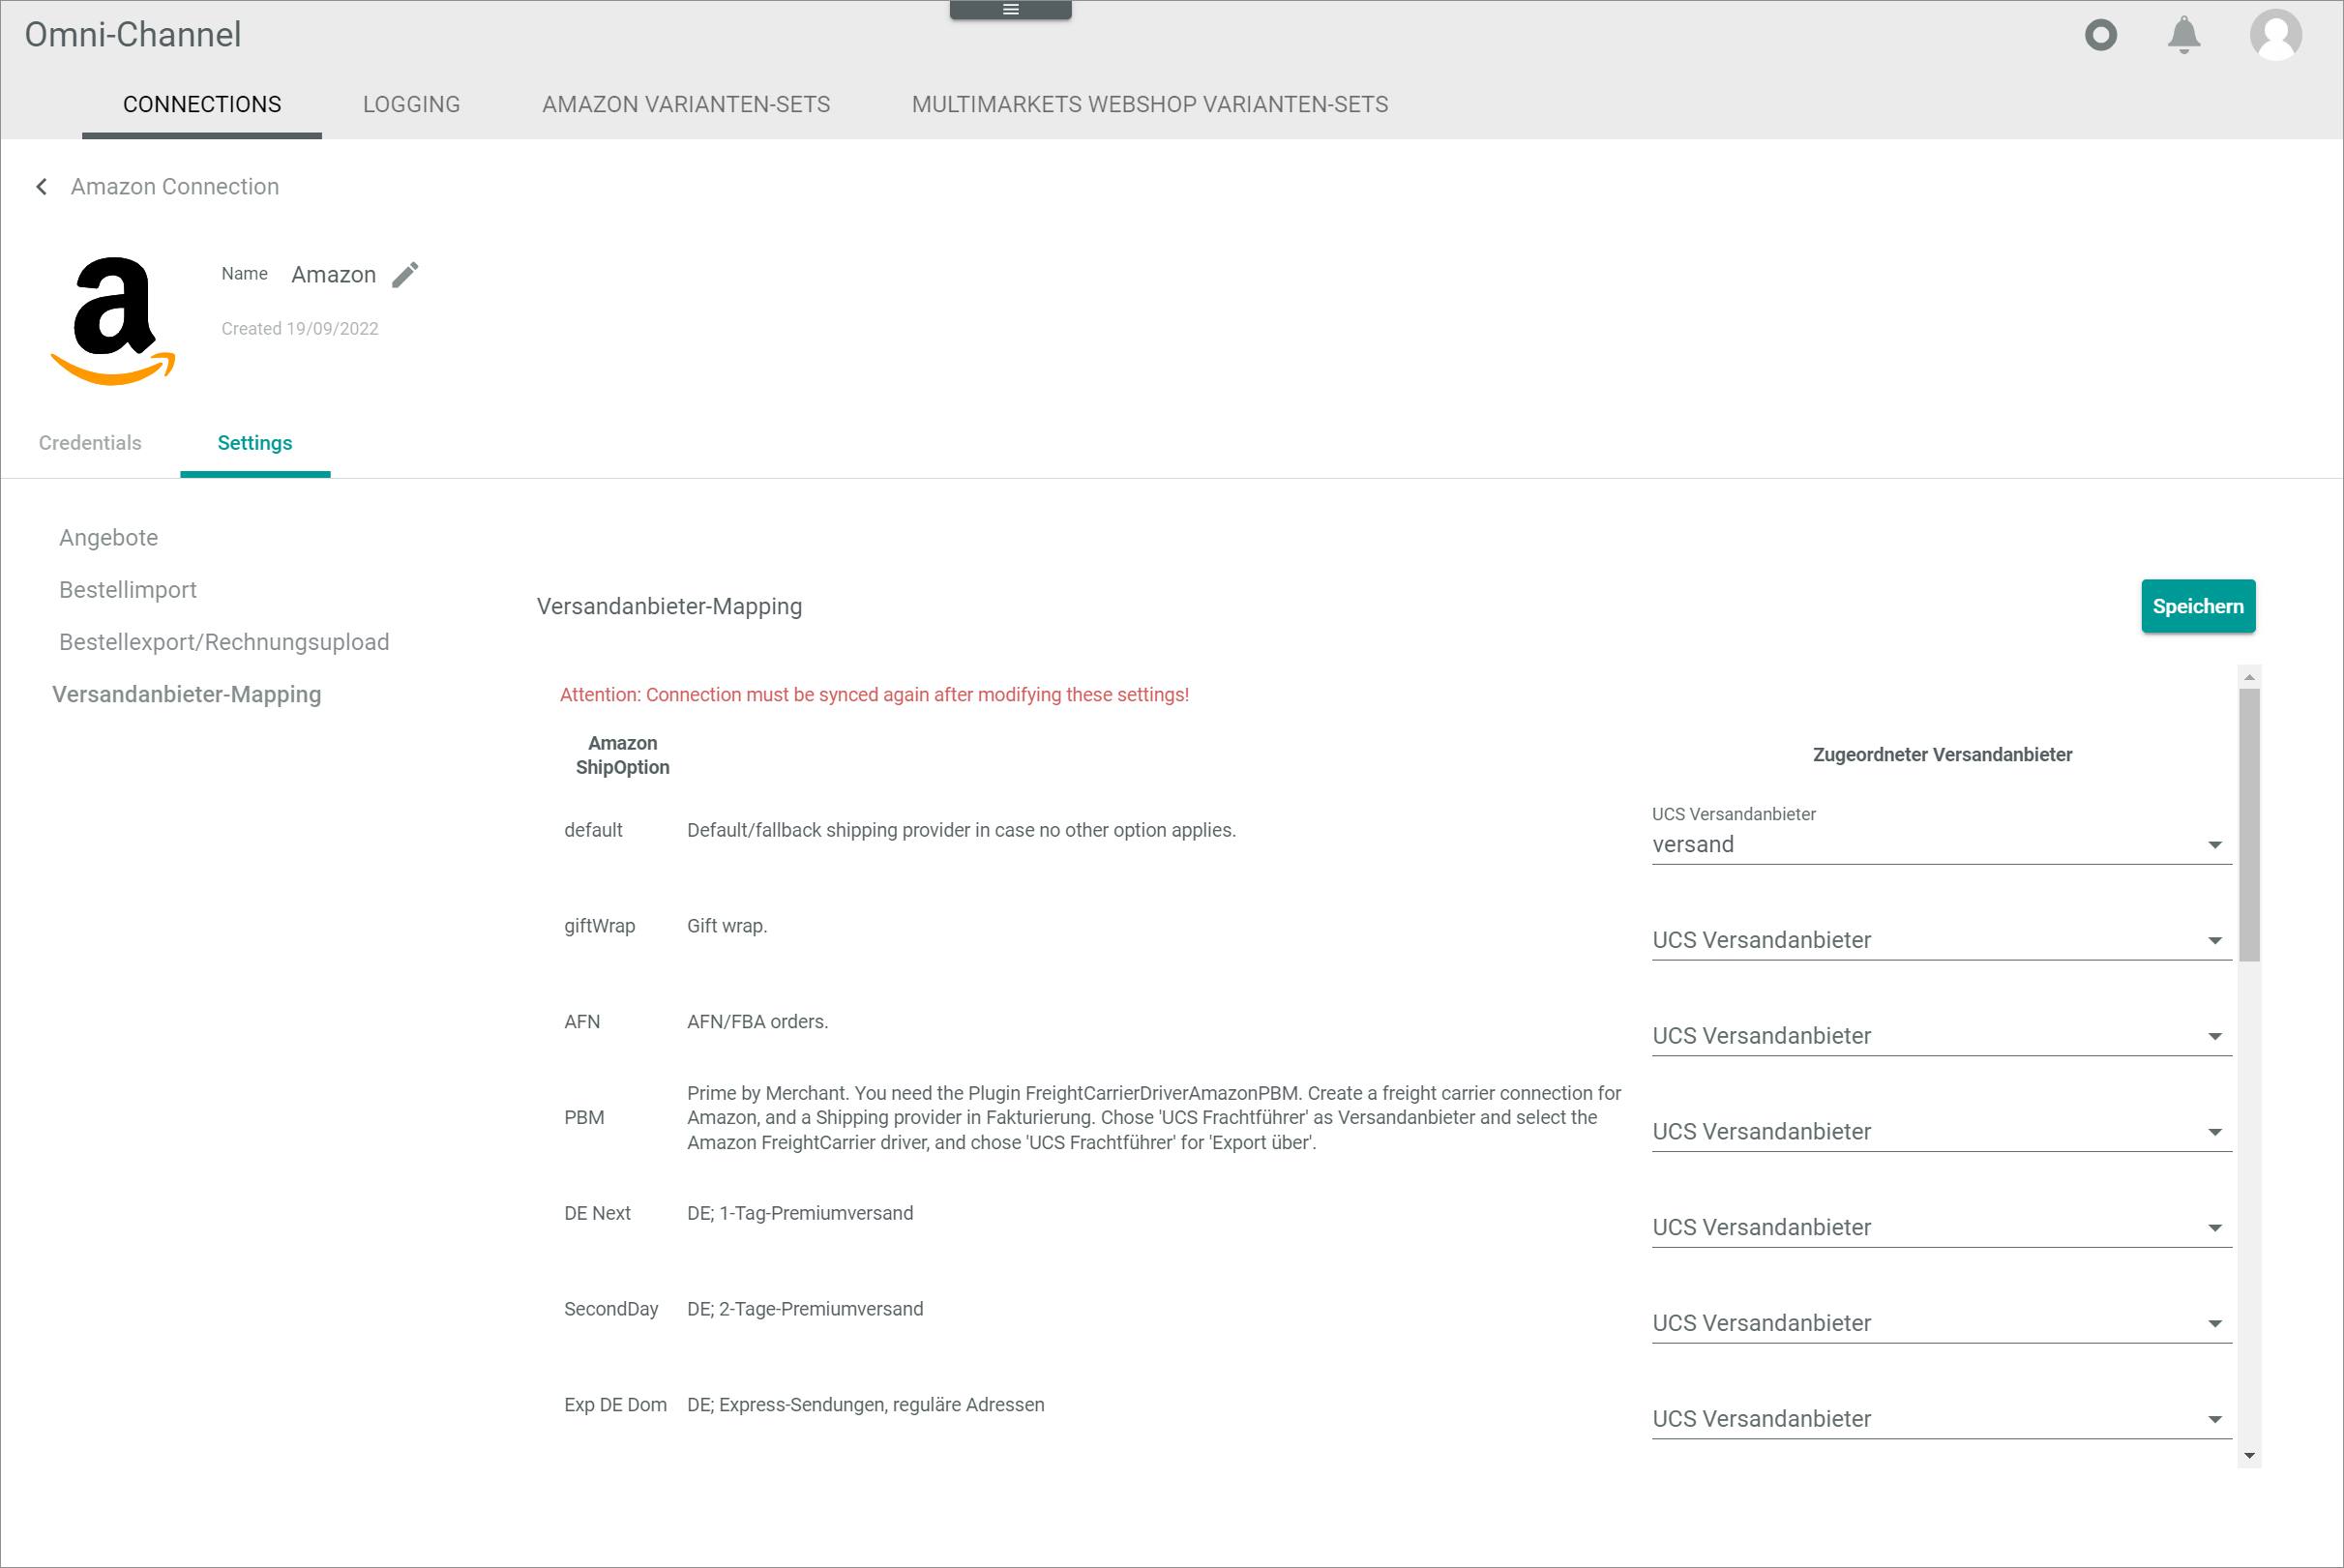 Omni-Channel
CONNECTIONS LOGGING AMAZON VARIANTEN-SETS MULTIMARKETS WEBSHOP VARIANTEN-SETS
Amazon Connection
Name Amazon
Created 19/09/2022
Credentials Settings
Angebote
Bestellimport
Bestellexport/Rechnungsupload
Versandanbieter-Mapping
Versandanbieter-Mapping
Speichern
Attention: Connection must be synced again after modifying these settings!
Amazon
ShipOption
Zugeordneter Versandanbieter
default Default/fallback shipping provider in case no other option applies.
UCS Versandanbieter
versand
giftWrap Gift wrap.
UCS Versandanbieter
AFN AFN/FBA orders.
UCS Versandanbieter
PBM
Prime by Merchant. You need the Plugin FreightCarrierDriverAmazonPBM. Create a freight carrier connection for
Amazon, and a Shipping provider in Fakturierung. Chose 'UCS Frachtführer' as Versandanbieter and select the
Amazon FreightCarrier driver, and chose 'UCS Frachtführer' for 'Export über'.
UCS Versandanbieter
DE Next DE; 1-Tag-Premiumversand
UCS Versandanbieter
SecondDay DE; 2-Tage-Premiumversand
UCS Versandanbieter
Exp DE Dom DE; Express-Sendungen, reguläre Adressen
UCS Versandanbieter